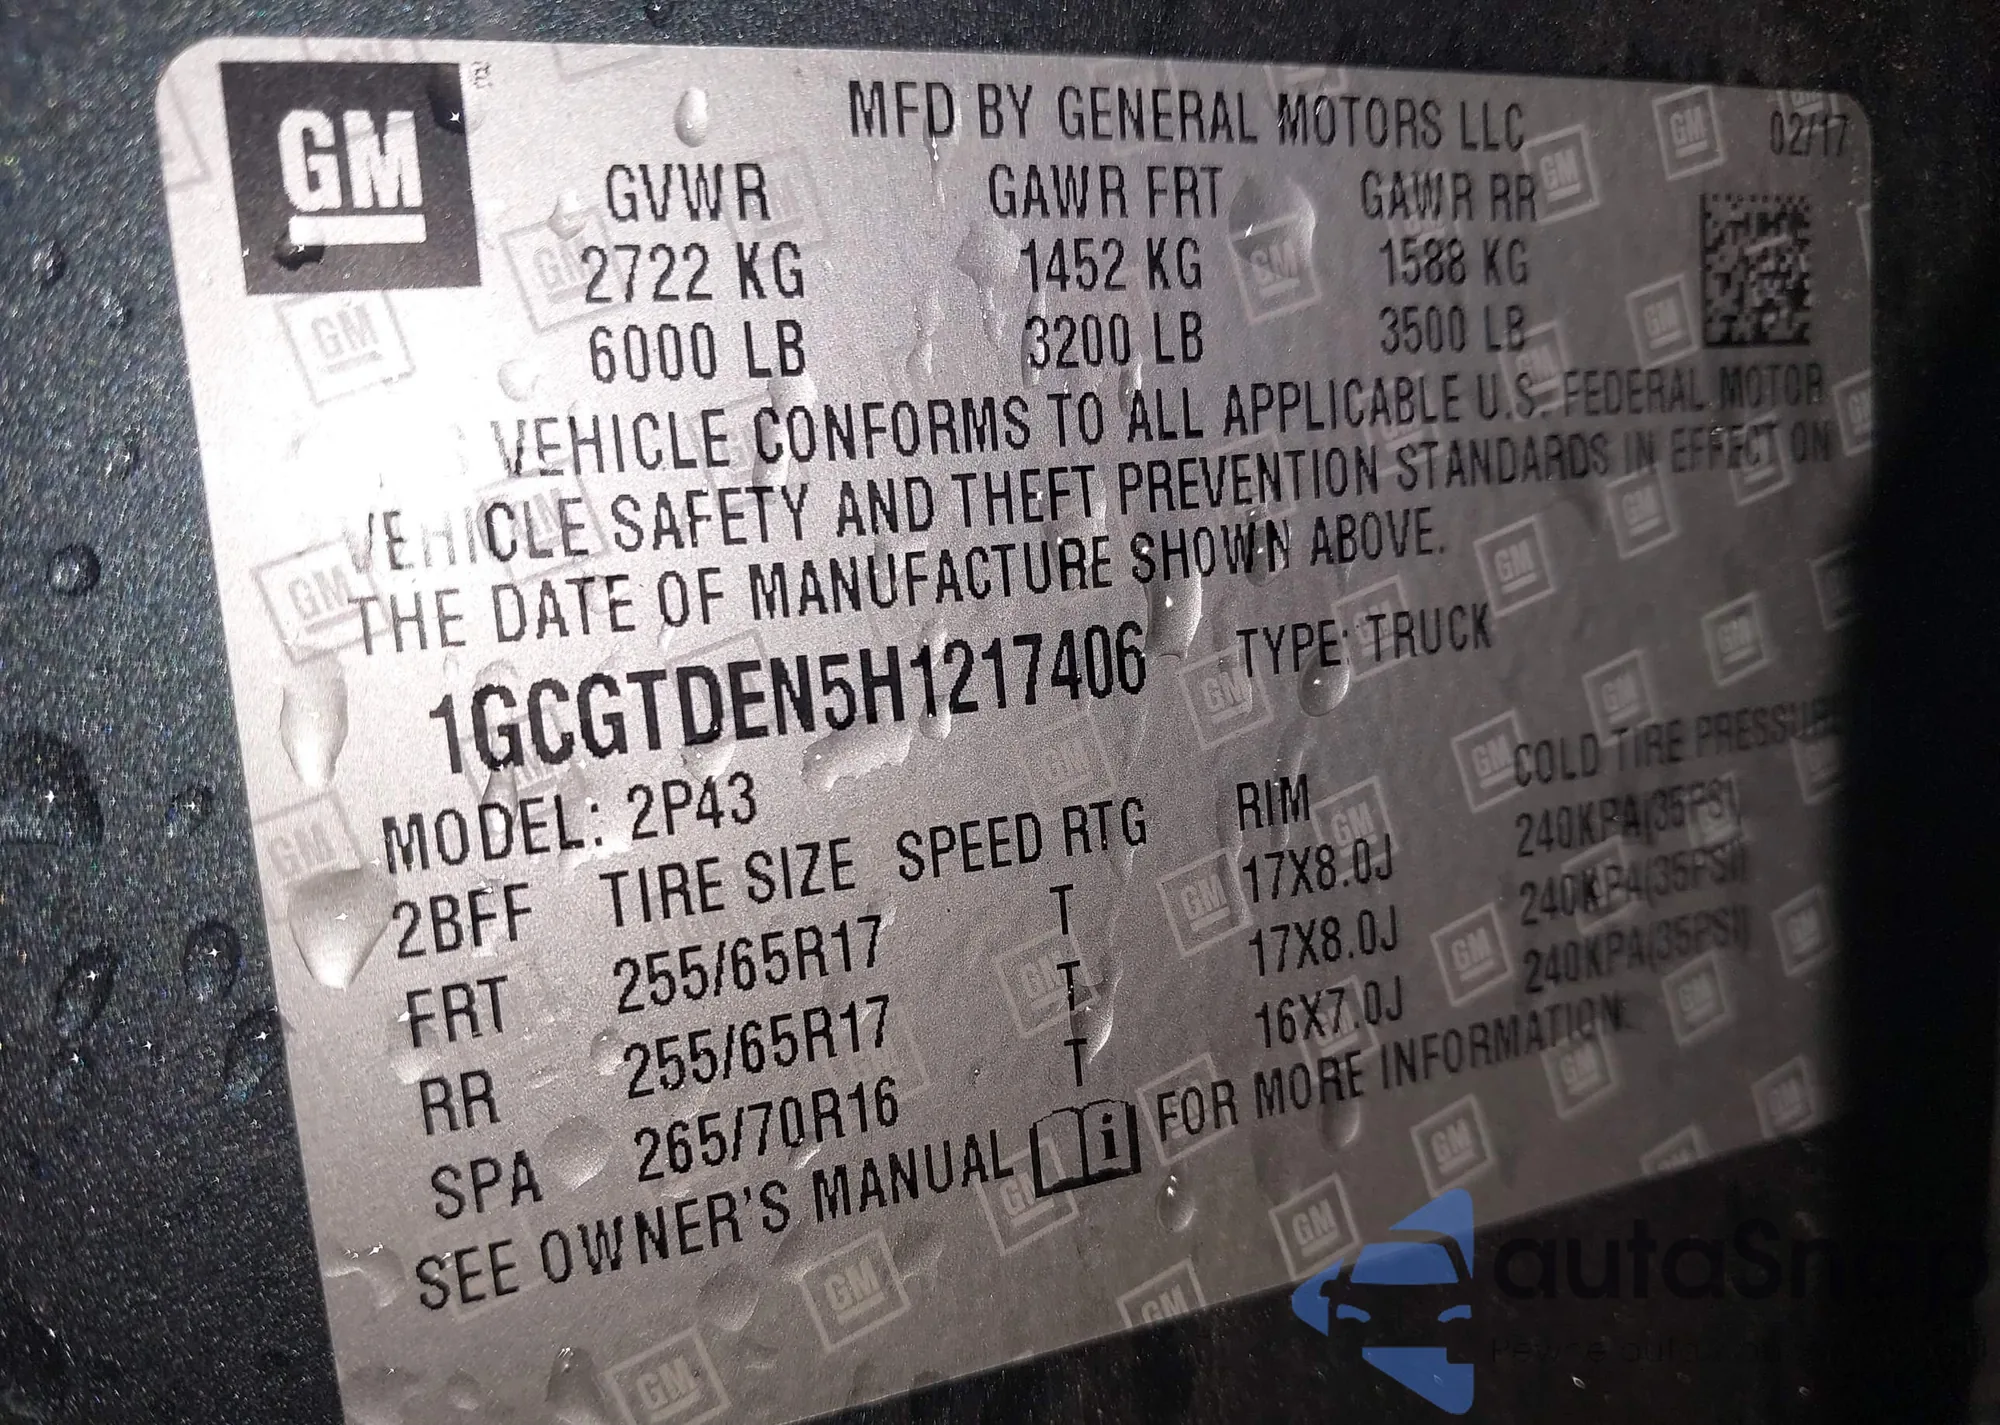 GM
MFD BY GENERAL MOTORS LLC 02/17
GVWR GAWR FRT GAWR RR
2722 KG 1452 KG 1588 KG
6000 LB 3200 LB 3500 LB
VEHICLE CONFORMS TO ALL APPLICABLE U.S. FEDERAL MOTOR
VEHICLE SAFETY AND THEFT PREVENTION STANDARDS IN EFFECT ON
THE DATE OF MANUFACTURE SHOWN ABOVE.
1GCGTDEN5H1217406 TYPE: TRUCK
MODEL: 2P43
2BFF TIRE SIZE SPEED RTG RIM COLD TIRE PRESSURE
FRT 255/65R17 T 17X8.0J 240KPA(35PSI)
RR 255/65R17 T 17X8.0J 240KPA(35PSI)
SPA 265/70R16 T 16X7.0J 240KPA(35PSI)
SEE OWNER'S MANUAL FOR MORE INFORMATION.
autaSnap